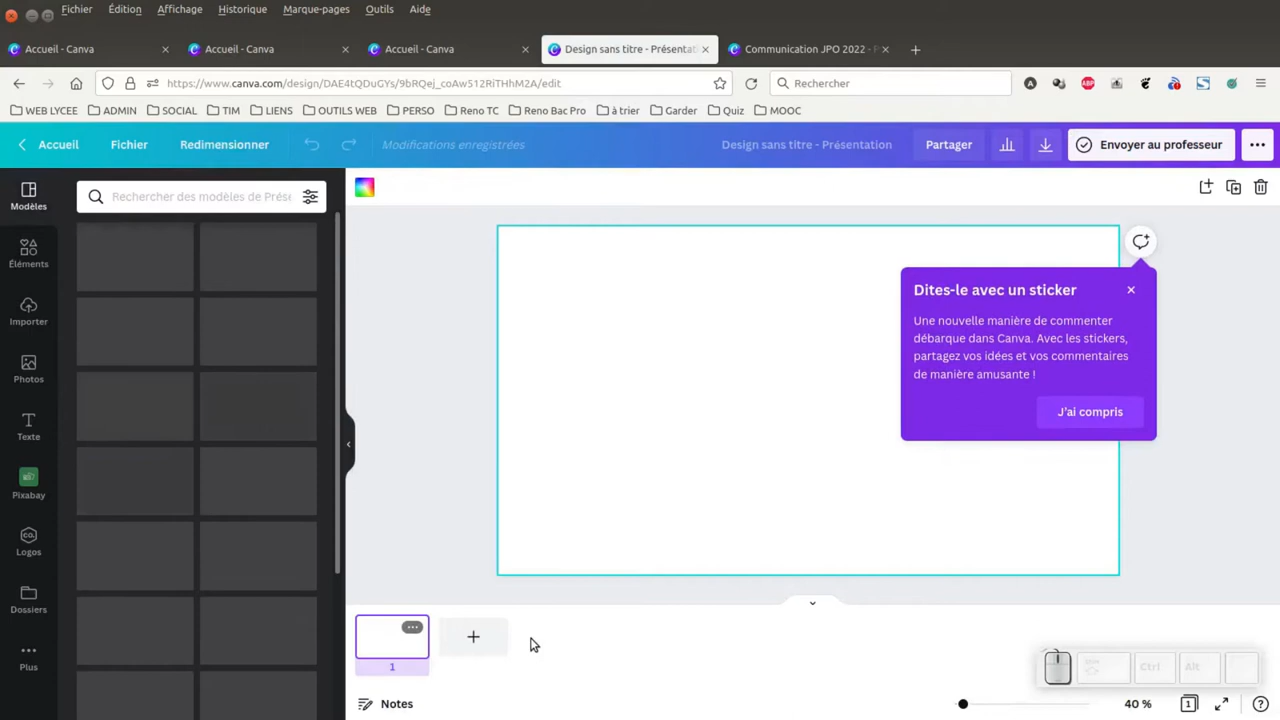 Fichier Édition Affichage Historique Marque-pages Outils Aide
Accueil - Canva × Accueil - Canva × Accueil - Canva × Design sans titre - Présentat × Communication JPO 2022 - × +
https://www.canva.com/design/DAE4tQDuGYs/9bRQej_coAw512RiTHhM2A/edit Rechercher
WEB LYCEE ADMIN SOCIAL TIM LIENS OUTILS WEB PERSO Reno TC Reno Bac Pro à trier Garder Quiz MOOC
Accueil Fichier Redimensionner Modifications enregistrées Design sans titre - Présentation Partager Envoyer au professeur
Modèles
Rechercher des modèles de Prése
Éléments
Importer
Photos
Texte
Pixabay
Logos
Dossiers
Plus
Dites-le avec un sticker
Une nouvelle manière de commenter
débarque dans Canva. Avec les stickers,
partagez vos idées et vos commentaires
de manière amusante !
J'ai compris
1
Ctrl Alt
Notes 40 % 1 ?